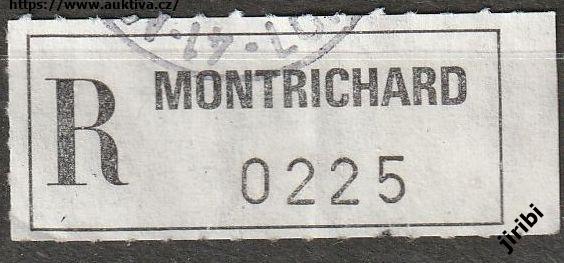 https://www.auktiva.cz/
MONTRICHARD
R
0225
jiribi